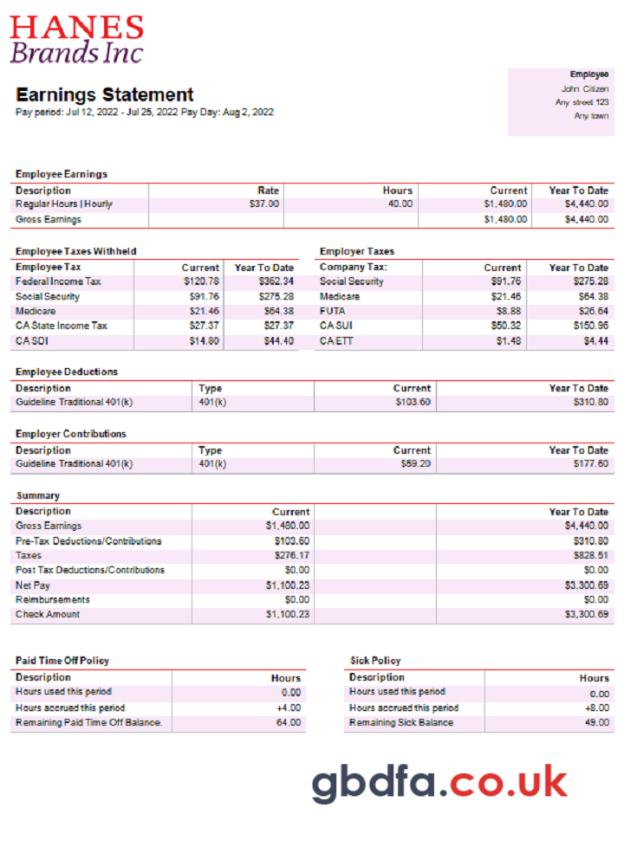 HANES
Brands Inc
Earnings Statement
Pay period: Jul 12, 2022 - Jul 25, 2022 Pay Day: Aug 2, 2022
Employee
John Citizen
Any street 123
Any town
Employee Earnings
Description Rate Hours Current Year To Date
Regular Hours | Hourly $37.00 40.00 $1,480.00 $4,440.00
Gross Earnings $1,480.00 $4,440.00
Employee Taxes Withheld
Employee Tax Current Year To Date
Federal Income Tax $120.78 $362.34
Social Security $91.76 $275.28
Medicare $21.46 $64.38
CA State Income Tax $27.37 $27.37
CA SDI $14.80 $44.40
Employer Taxes
Company Tax: Current Year To Date
Social Security $91.76 $275.28
Medicare $21.46 $64.38
FUTA $8.88 $26.64
CA SUI $50.32 $150.96
CA ETT $1.48 $4.44
Employee Deductions
Description Type Current Year To Date
Guideline Traditional 401(k) 401(k) $103.60 $310.80
Employer Contributions
Description Type Current Year To Date
Guideline Traditional 401(k) 401(k) $59.20 $177.60
Summary
Description Current Year To Date
Gross Earnings $1,480.00 $4,440.00
Pre-Tax Deductions/Contributions $103.60 $310.80
Taxes $276.17 $828.51
Post Tax Deductions/Contributions $0.00 $0.00
Net Pay $1,100.23 $3.300.69
Reimbursements $0.00 $0.00
Check Amount $1,100.23 $3,300.69
Paid Time Off Policy
Description Hours
Hours used this period 0.00
Hours accrued this period +4.00
Remaining Paid Time Off Balance. 64.00
Sick Policy
Description Hours
Hours used this period 0.00
Hours accrued this period +8.00
Remaining Sick Balance 49.00
gbdfa.co.uk